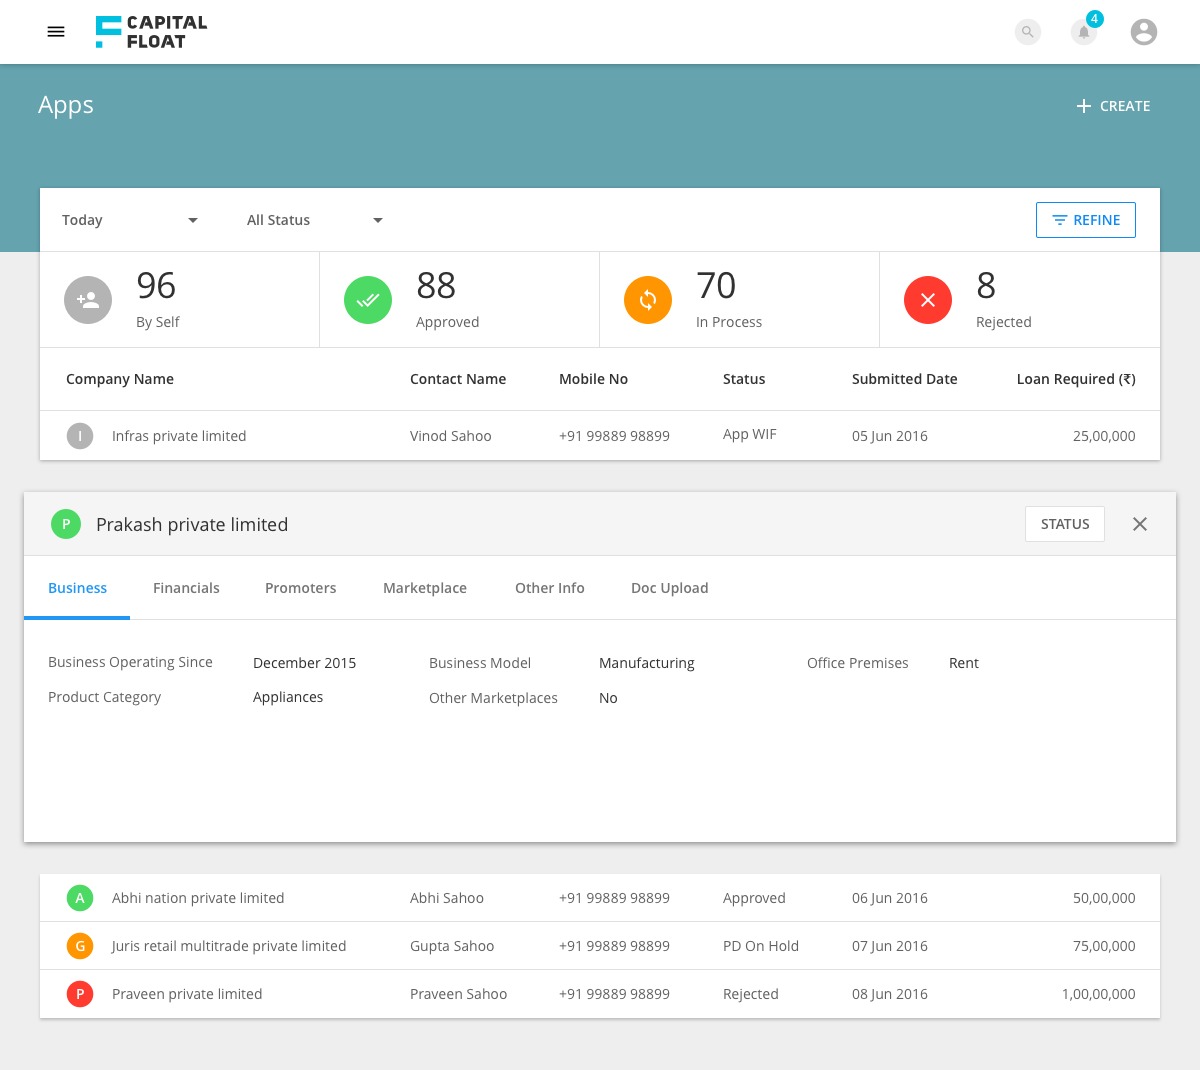 CAPITAL
FLOAT
4
Apps
CREATE
Today
All Status
REFINE
96
By Self
88
Approved
70
In Process
8
Rejected
Company Name Contact Name Mobile No Status Submitted Date Loan Required (₹)
I Infras private limited Vinod Sahoo +91 99889 98899 App WIF 05 Jun 2016 25,00,000
P Prakash private limited STATUS
Business Financials Promoters Marketplace Other Info Doc Upload
Business Operating Since December 2015 Business Model Manufacturing Office Premises Rent
Product Category Appliances Other Marketplaces No
A Abhi nation private limited Abhi Sahoo +91 99889 98899 Approved 06 Jun 2016 50,00,000
G Juris retail multitrade private limited Gupta Sahoo +91 99889 98899 PD On Hold 07 Jun 2016 75,00,000
P Praveen private limited Praveen Sahoo +91 99889 98899 Rejected 08 Jun 2016 1,00,00,000